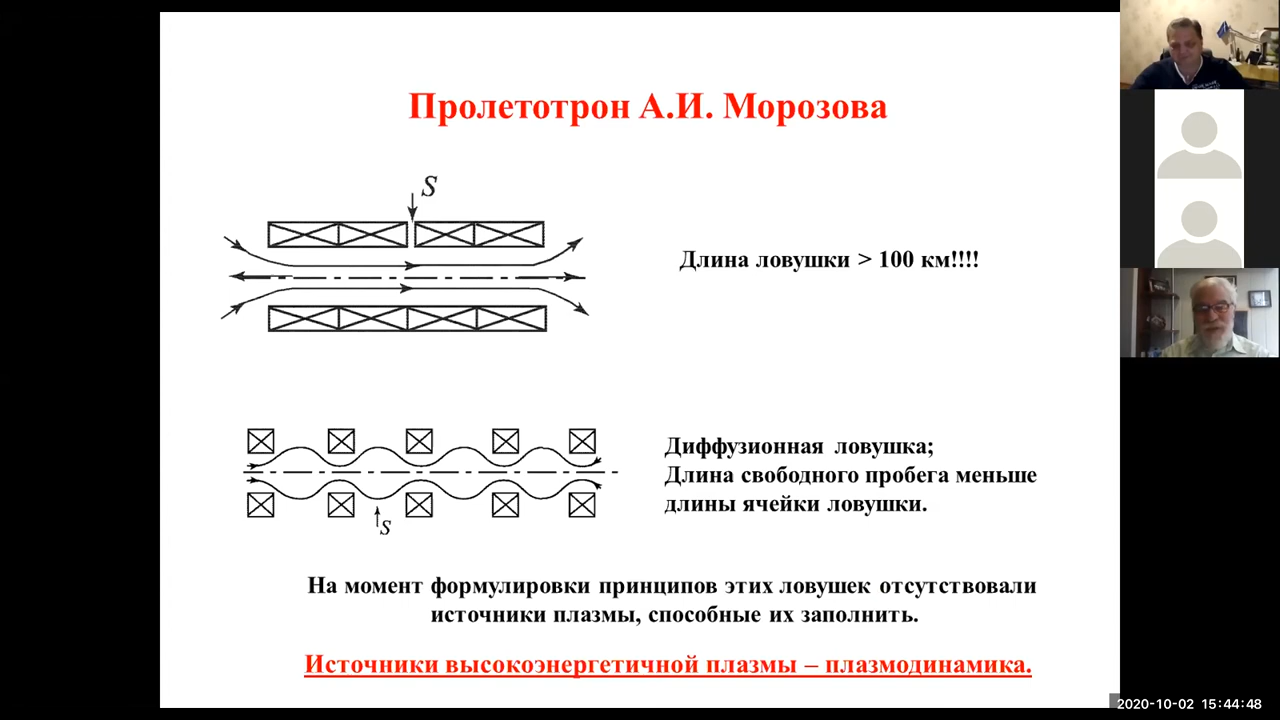 Пролетотрон А.И. Морозова
S
Длина ловушки > 100 км!!!!
Диффузионная ловушка;
Длина свободного пробега меньше
длины ячейки ловушки.
S
На момент формулировки принципов этих ловушек отсутствовали
источники плазмы, способные их заполнить.
Источники высокоэнергетичной плазмы – плазмодинамика.
2020-10-02 15:44:48